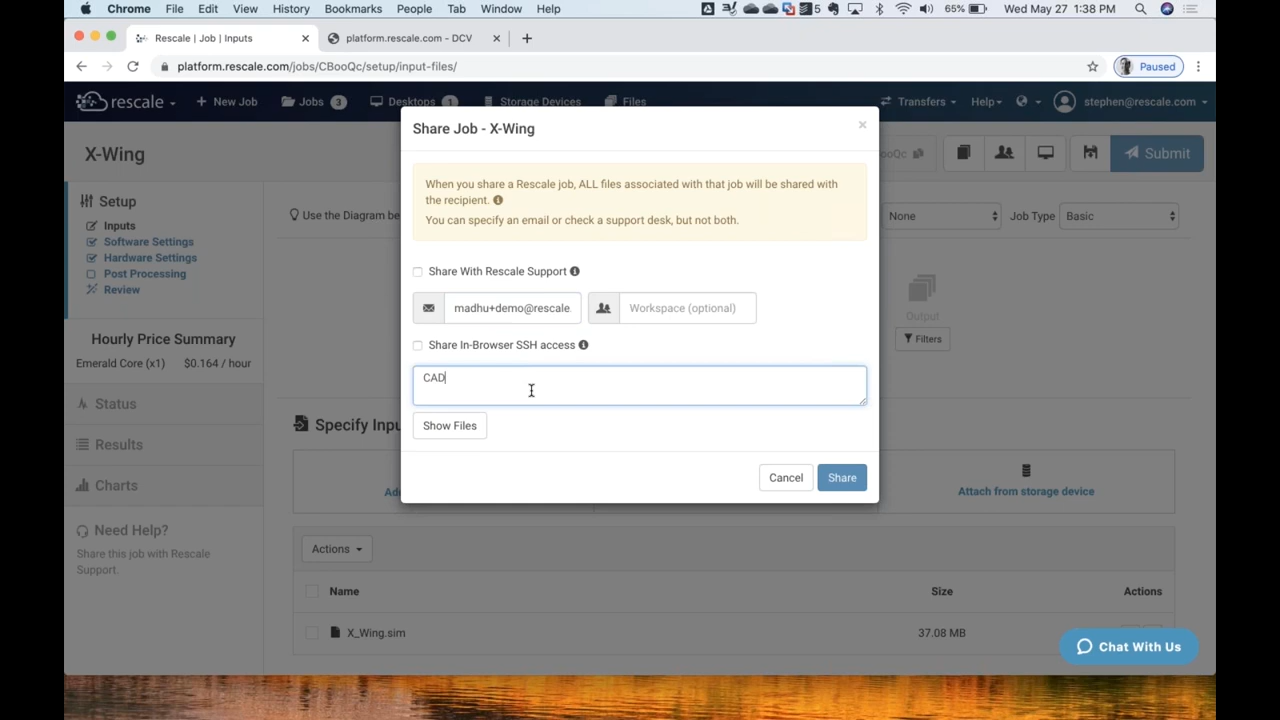 Chrome File Edit View History Bookmarks People Tab Window Help 5 65% Wed May 27 1:38 PM
Rescale | Job | Inputs platform.rescale.com - DCV
platform.rescale.com/jobs/CBooQc/setup/input-files/ Paused
rescale New Job Jobs 3 Desktops 1 Storage Devices Files Transfers Help stephen@rescale.com
X-Wing
ooQc Submit
Share Job - X-Wing
When you share a Rescale job, ALL files associated with that job will be shared with
the recipient.
You can specify an email or check a support desk, but not both.
Share With Rescale Support
madhu+demo@rescale. Workspace (optional)
Share In-Browser SSH access
CAD
Show Files
Cancel Share
Setup
Inputs
Software Settings
Hardware Settings
Post Processing
Review
Hourly Price Summary
Emerald Core (x1) $0.164 / hour
Status
Results
Charts
Need Help?
Share this job with Rescale
Support.
Use the Diagram be
None Job Type Basic
Output
Filters
Specify Inpu
Ad
Attach from storage device
Actions
Name Size Actions
X_Wing.sim 37.08 MB
Chat With Us